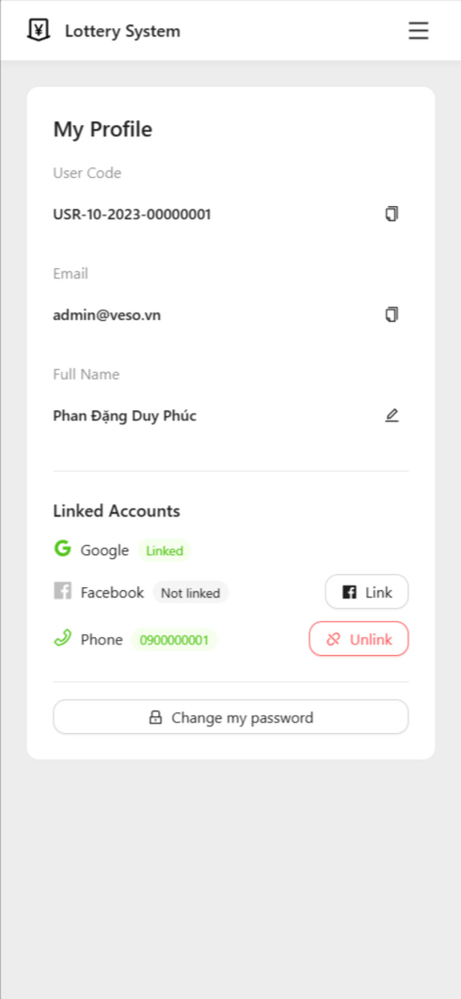 ¥ Lottery System
My Profile
User Code
USR-10-2023-00000001
Email
admin@veso.vn
Full Name
Phan Đặng Duy Phúc
Linked Accounts
Google Linked
Facebook Not linked Link
Phone 0900000001 Unlink
Change my password